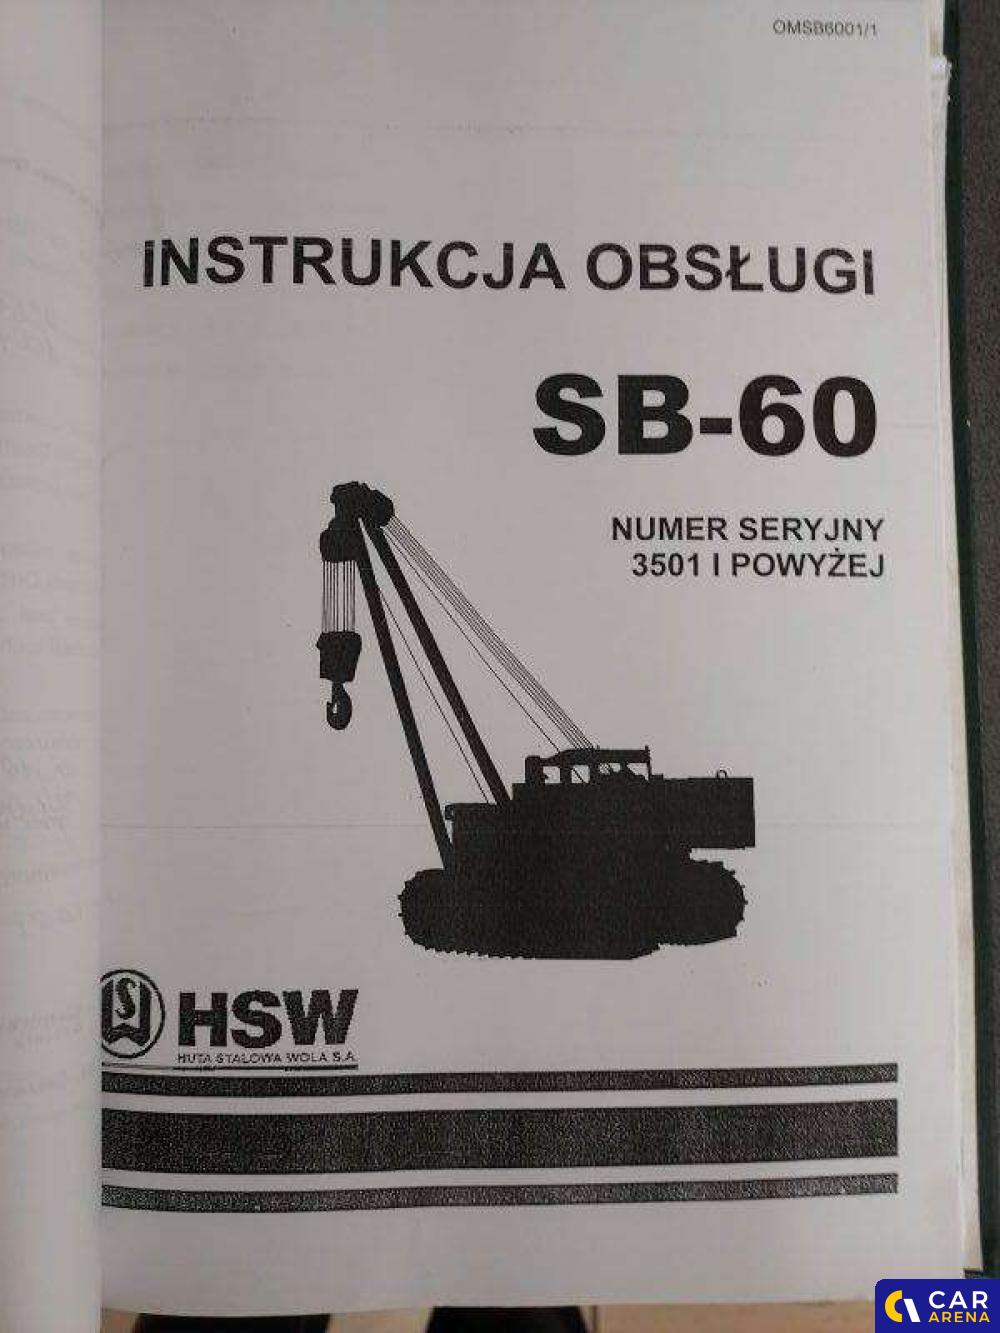 OMSB6001/1
INSTRUKCJA OBSŁUGI
SB-60
NUMER SERYJNY
3501 I POWYŻEJ
HSW
HUTA STALOWA WOLA S.A.
CAR
ARENA